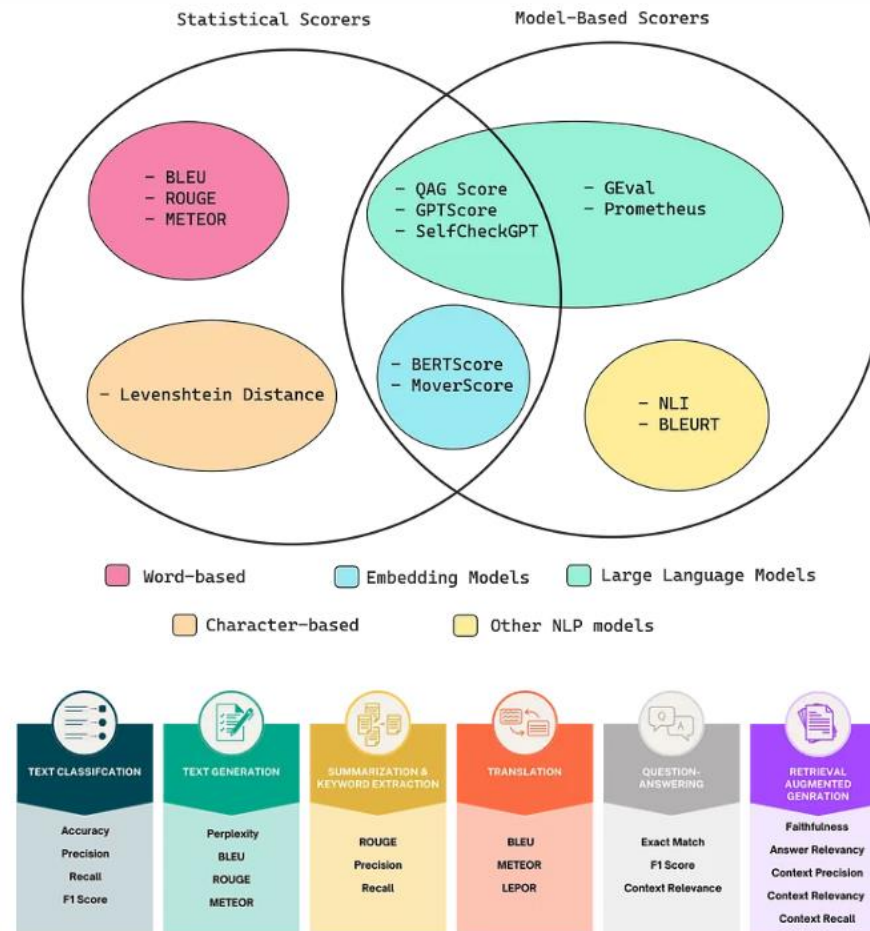 Statistical Scorers
Model-Based Scorers
- BLEU
- ROUGE
- METEOR
- QAG Score
- GPTScore
- SelfCheckGPT
- GEval
- Prometheus
- Levenshtein Distance
- BERTScore
- MoverScore
- NLI
- BLEURT
Word-based
Embedding Models
Large Language Models
Character-based
Other NLP models
TEXT CLASSIFCATION
Accuracy
Precision
Recall
F1 Score
TEXT GENERATION
Perplexity
BLEU
ROUGE
METEOR
SUMMARIZATION &
KEYWORD EXTRACTION
ROUGE
Precision
Recall
TRANSLATION
BLEU
METEOR
LEPOR
Q
A
QUESTION-
ANSWERING
Exact Match
F1 Score
Context Relevance
RETRIEVAL
AUGMENTED
GENRATION
Faithfulness
Answer Relevancy
Context Precision
Context Relevancy
Context Recall